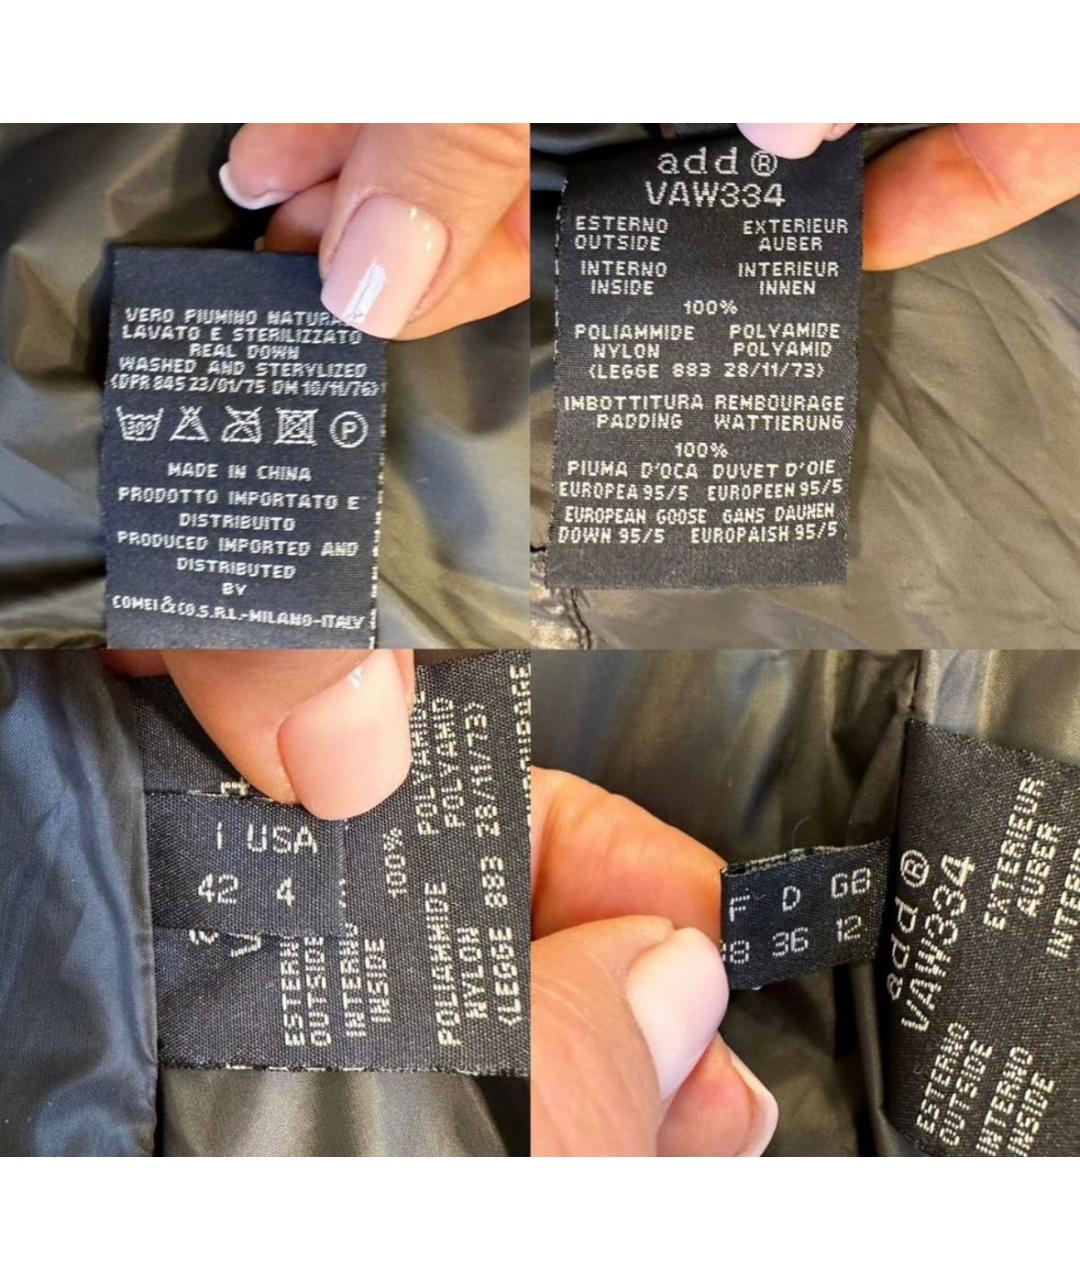 VERO PIUMINO NATURA
LAVATO E STERILIZZATO
REAL DOWN
WASHED AND STERYLIZED
(DPR 845 23/01/75 DM 10/11/76)
30°
P
MADE IN CHINA
PRODOTTO IMPORTATO E
DISTRIBUITO
PRODUCED IMPORTED AND
DISTRIBUTED
BY
COMEI & CO.S.R.L.-MILANO-ITALY
add ®
VAW334
ESTERNO EXTERIEUR
OUTSIDE AUBER
INTERNO INTERIEUR
INSIDE INNEN
100%
POLIAMMIDE POLYAMIDE
NYLON POLYAMID
(LEGGE 883 28/11/73)
IMBOTTITURA REMBOURAGE
PADDING WATTIERUNG
100%
PIUMA D'OCA DUVET D'OIE
EUROPEA 95/5 EUROPEEN 95/5
EUROPEAN GOOSE GANS DAUNEN
DOWN 95/5 EUROPAISH 95/5
I USA
42 4
ESTERN
OUTSIDE
INTERNO
INSIDE
100%
POLIAMMIDE
NYLON POLYAMID
(LEGGE 883 28/11/73)
F D GB
38 36 12
add ®
VAW334
ESTERNO EXTERIEUR
OUTSIDE AUBER
INTERNO INTER
INSIDE